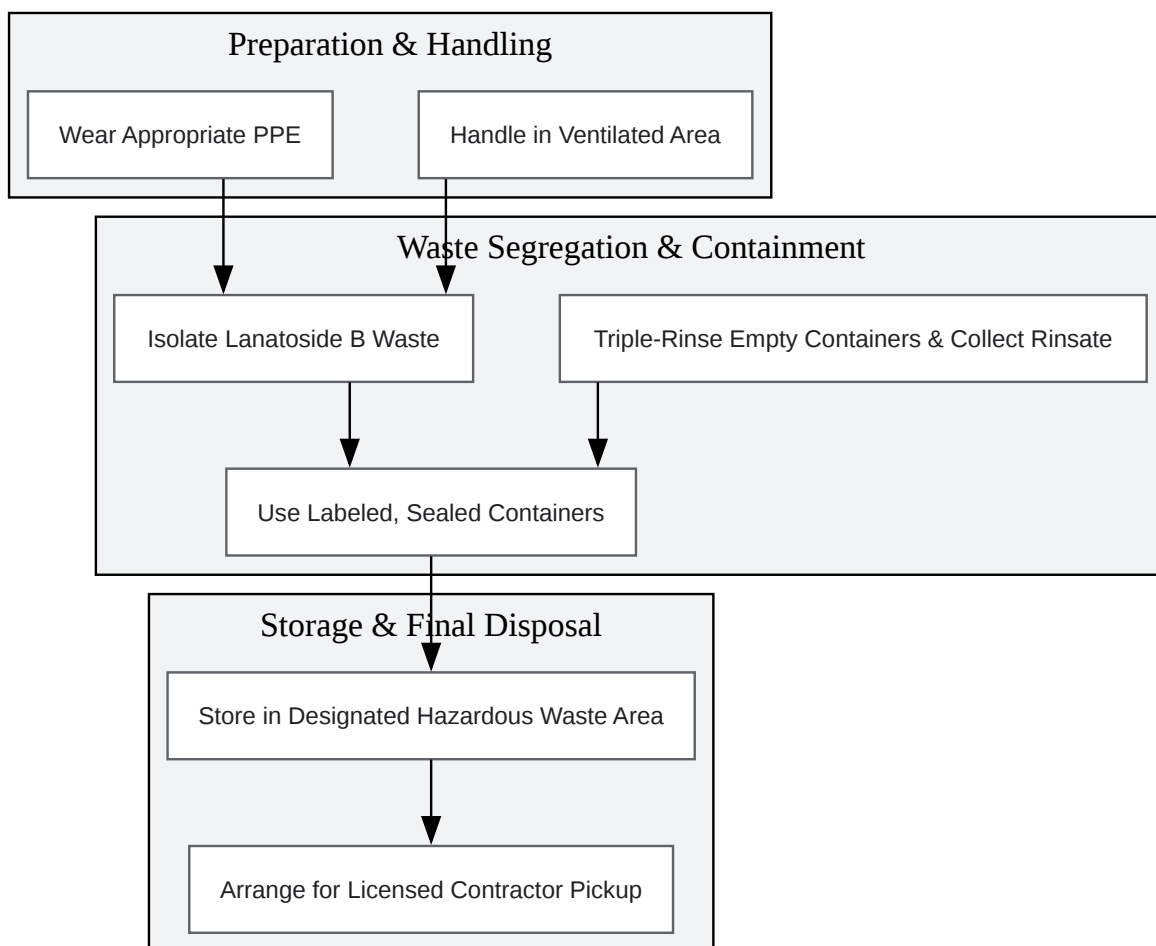 Preparation & Handling
Wear Appropriate PPE
Handle in Ventilated Area
Waste Segregation & Containment
Isolate Lanatoside B Waste
Triple-Rinse Empty Containers & Collect Rinsate
Use Labeled, Sealed Containers
Storage & Final Disposal
Store in Designated Hazardous Waste Area
Arrange for Licensed Contractor Pickup